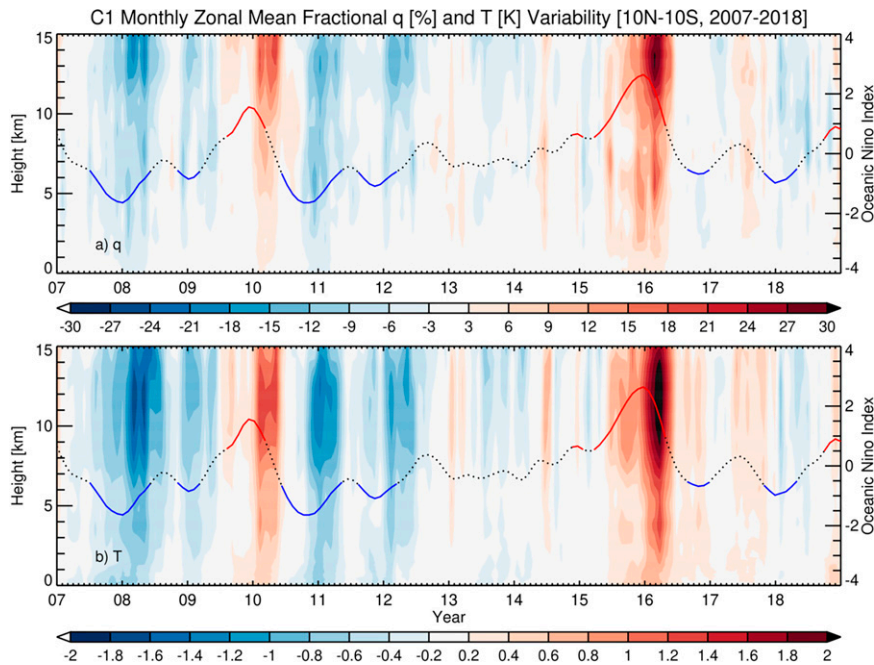 C1 Monthly Zonal Mean Fractional q [%] and T [K] Variability [10N-10S, 2007-2018]
15
10
5
0
Height [km]
a) q
4
2
0
-2
-4
Oceanic Nino Index
07 08 09 10 11 12 13 14 15 16 17 18
-30 -27 -24 -21 -18 -15 -12 -9 -6 -3 3 6 9 12 15 18 21 24 27 30
15
10
5
0
Height [km]
b) T
4
2
0
-2
-4
Oceanic Nino Index
07 08 09 10 11 12 13 14 15 16 17 18
Year
-2 -1.8 -1.6 -1.4 -1.2 -1 -0.8 -0.6 -0.4 -0.2 0.2 0.4 0.6 0.8 1 1.2 1.4 1.6 1.8 2